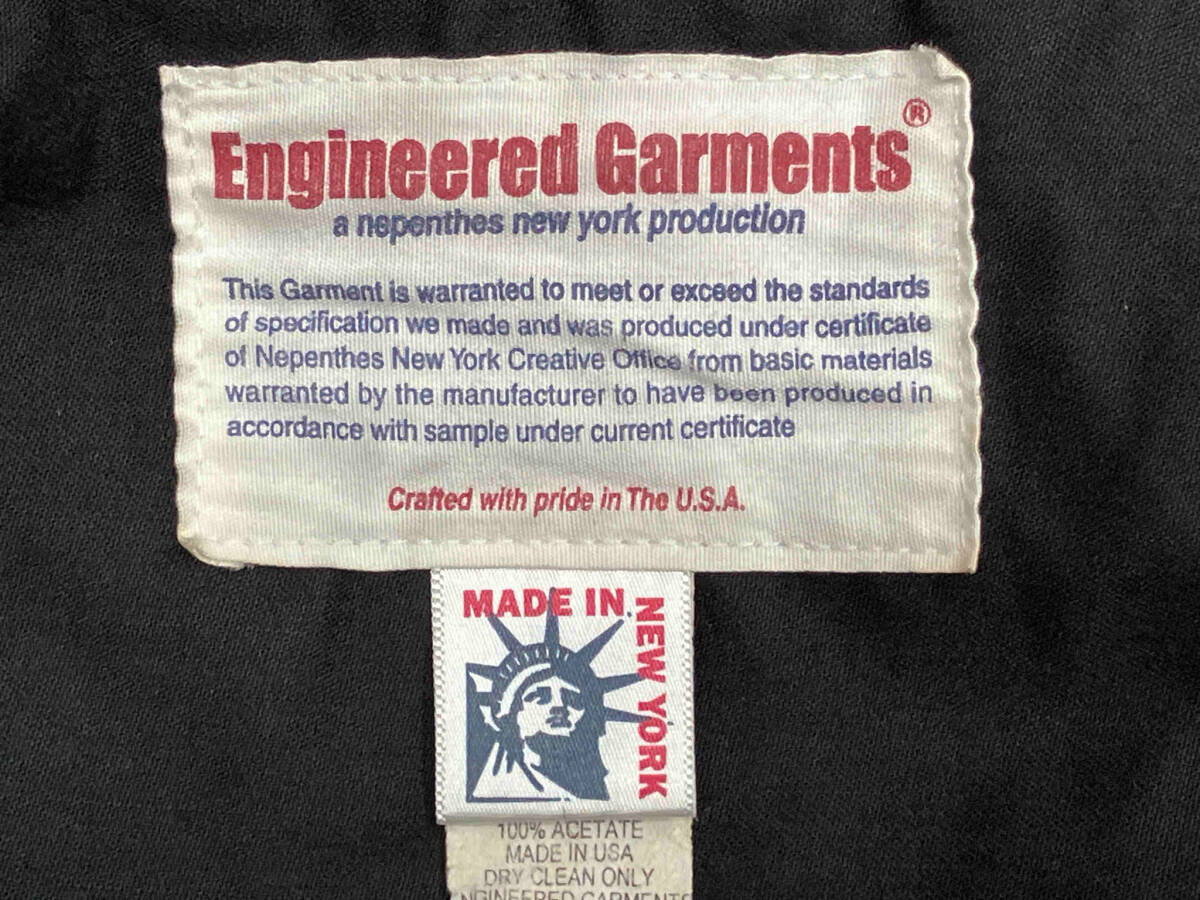 Engineered Garments®
a nepenthes new york production
This Garment is warranted to meet or exceed the standards
of specification we made and was produced under certificate
of Nepenthes New York Creative Office from basic materials
warranted by the manufacturer to have been produced in
accordance with sample under current certificate
Crafted with pride in The U.S.A.
MADE IN
NEW YORK
100% ACETATE
MADE IN USA
DRY CLEAN ONLY
ENGINEERED GARMENTS